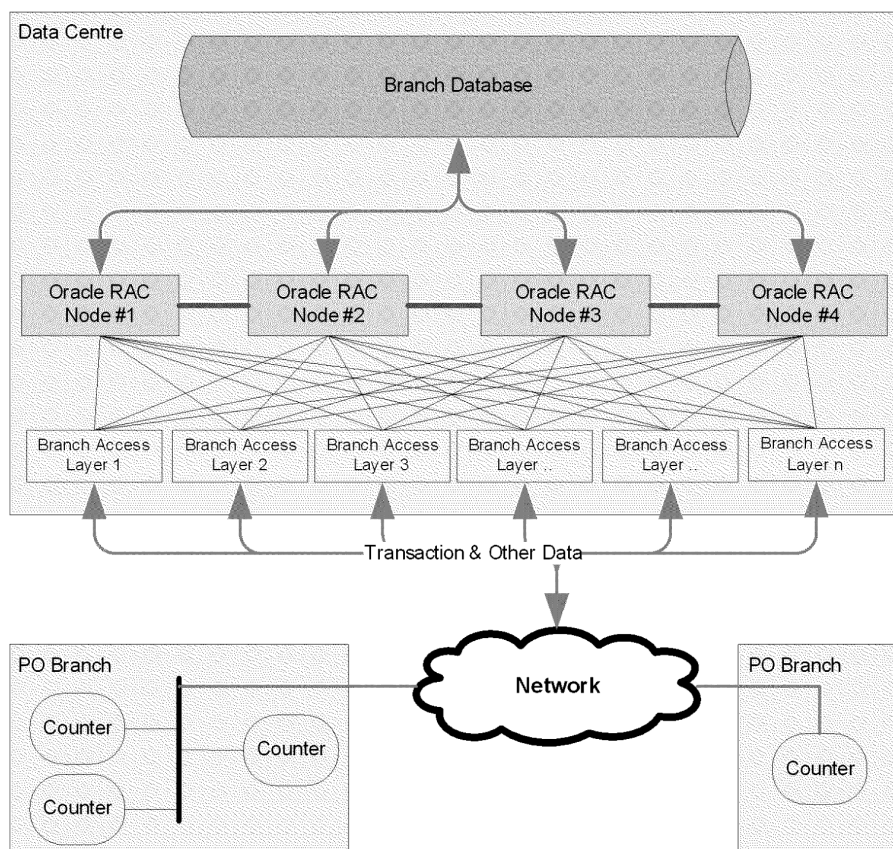 Data Centre
Branch Database
Oracle RAC
Node #1
Oracle RAC
Node #2
Oracle RAC
Node #3
Oracle RAC
Node #4
Branch Access
Layer 1
Branch Access
Layer 2
Branch Access
Layer 3
Branch Access
Layer ..
Branch Access
Layer ..
Branch Access
Layer n
Transaction & Other Data
PO Branch
Network
PO Branch
Counter
Counter
Counter
Counter